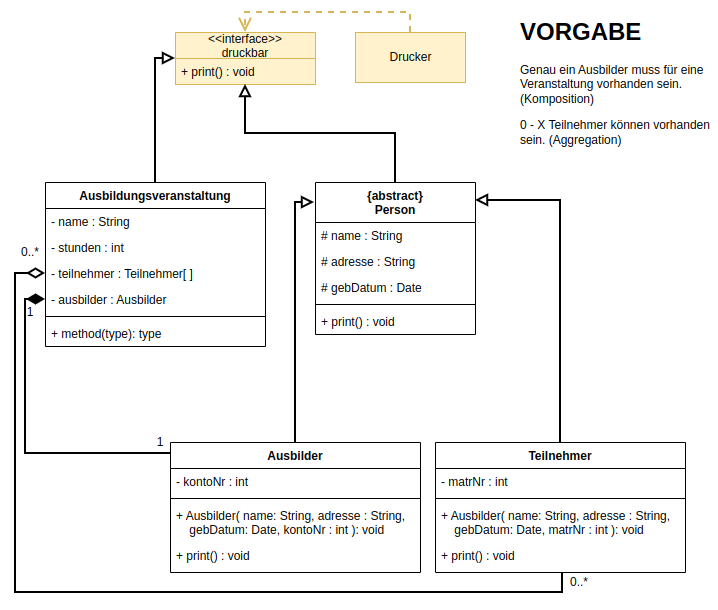 <<interface>>
druckbar
+ print() : void
Drucker
VORGABE
Genau ein Ausbilder muss für eine
Veranstaltung vorhanden sein.
(Komposition)
0 - X Teilnehmer können vorhanden
sein. (Aggregation)
Ausbildungsveranstaltung
- name : String
- stunden : int
- teilnehmer : Teilnehmer[ ]
- ausbilder : Ausbilder
+ method(type): type
0..*
1
{abstract}
Person
# name : String
# adresse : String
# gebDatum : Date
+ print() : void
1
Ausbilder
- kontoNr : int
+ Ausbilder( name: String, adresse : String,
gebDatum: Date, kontoNr : int ): void
+ print() : void
Teilnehmer
- matrNr : int
+ Ausbilder( name: String, adresse : String,
gebDatum: Date, matrNr : int ): void
+ print() : void
0..*